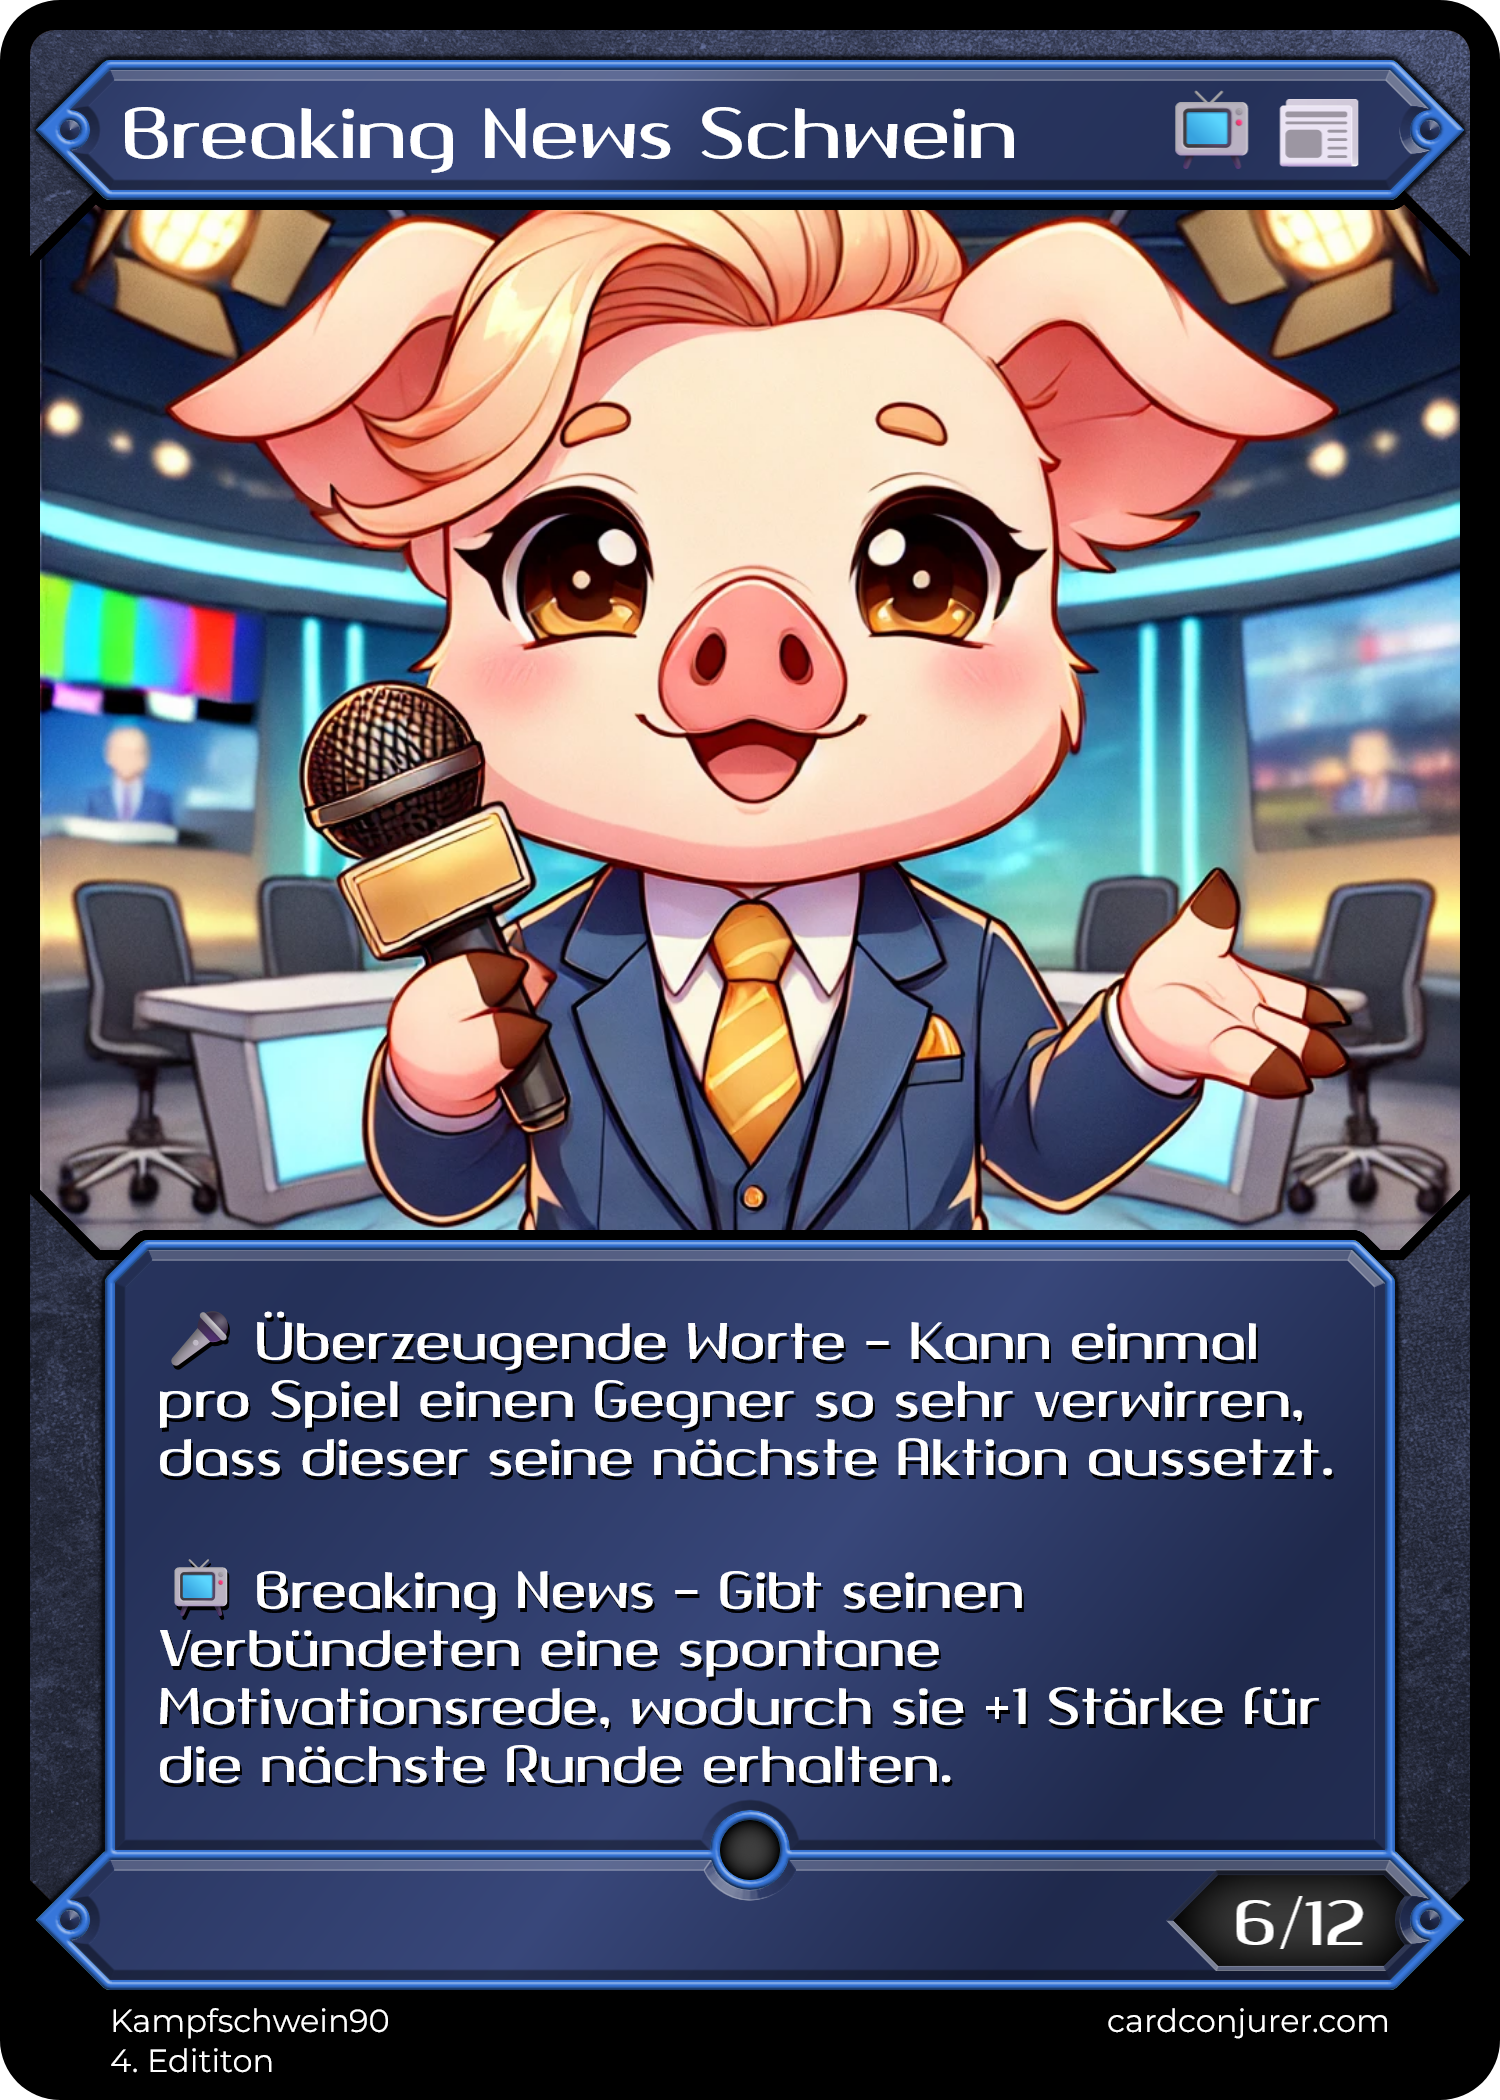 Breaking News Schwein
Überzeugende Worte - Kann einmal
pro Spiel einen Gegner so sehr verwirren,
dass dieser seine nächste Aktion aussetzt.
Breaking News - Gibt seinen
Verbündeten eine spontane
Motivationsrede, wodurch sie +1 Stärke für
die nächste Runde erhalten.
6/12
Kampfschwein90
cardconjurer.com
4. Edititon